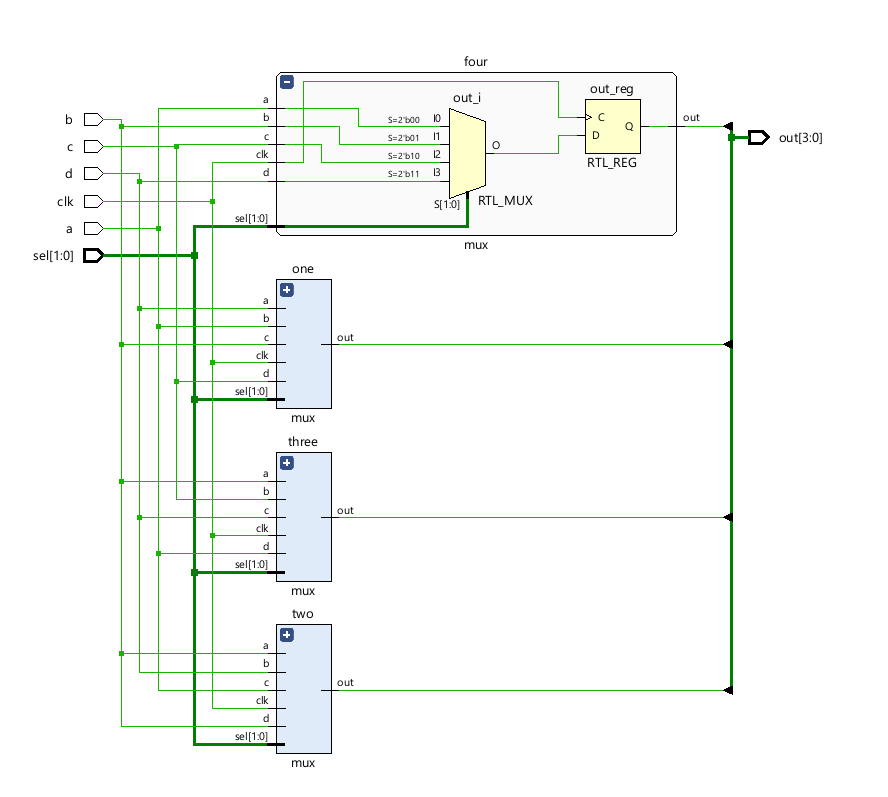 four
b
c
d
clk
a
sel[1:0]
a
b
c
clk
d
sel[1:0]
S=2'b00
S=2'b01
S=2'b10
S=2'b11
I0
I1
I2
I3
S[1:0]
out_i
O
RTL_MUX
out_reg
C
D
Q
RTL_REG
out
out[3:0]
mux
one
a
b
c
clk
d
sel[1:0]
out
mux
three
a
b
c
clk
d
sel[1:0]
out
mux
two
a
b
c
clk
d
sel[1:0]
out
mux